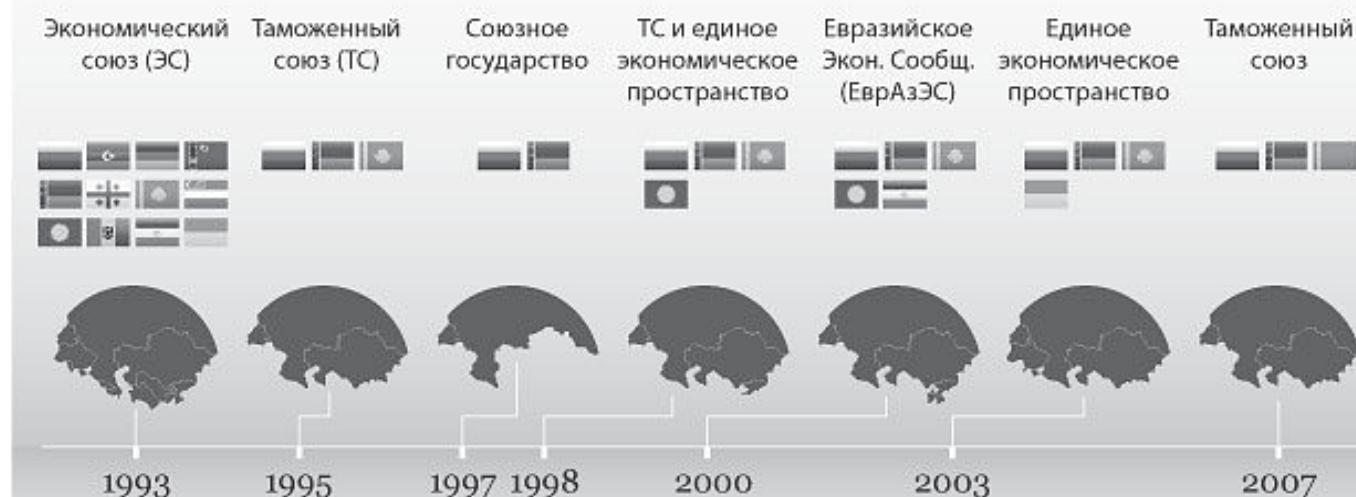 Экономический
союз (ЭС)
Таможенный
союз (ТС)
Союзное
государство
ТС и единое
экономическое
пространство
Евразийское
Экон. Сообщ.
(ЕврАзЭС)
Единое
экономическое
пространство
Таможенный
союз
1993
1995
1997
1998
2000
2003
2007